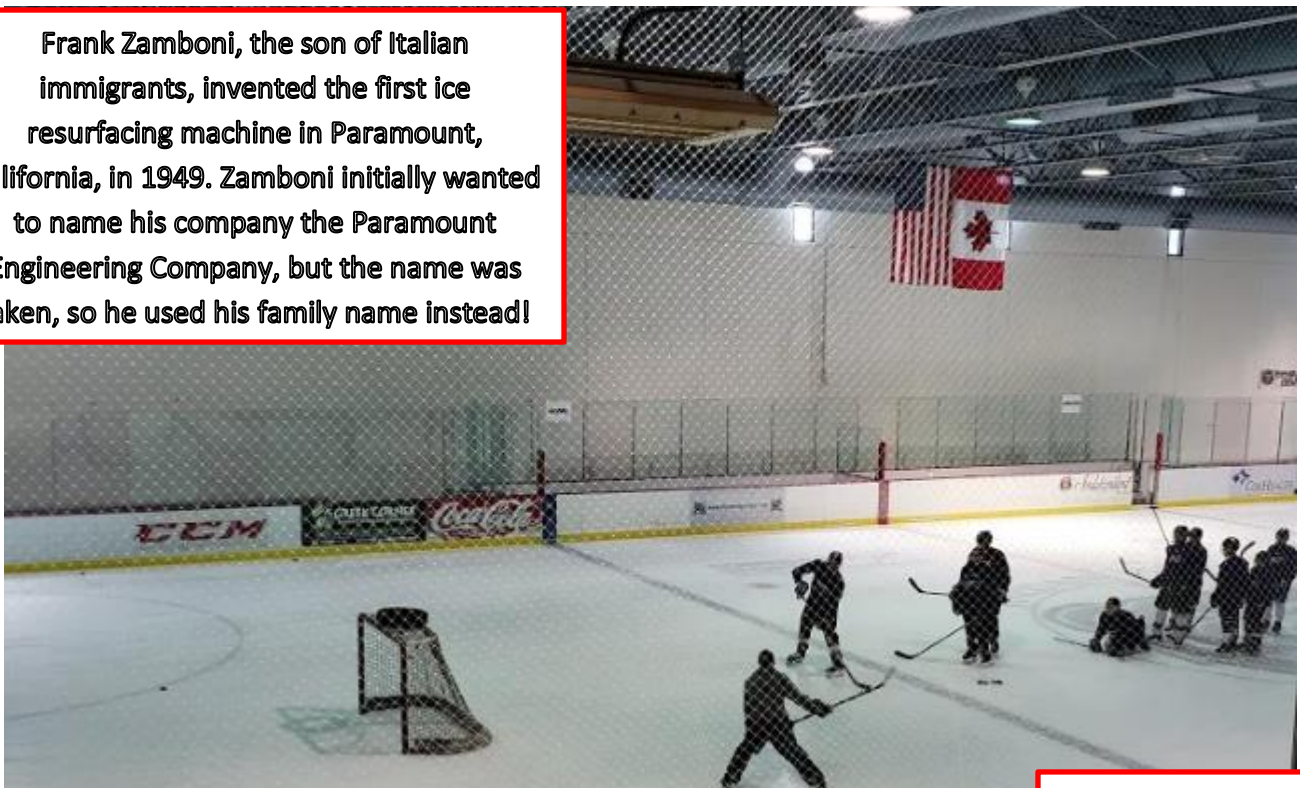 Frank Zamboni, the son of Italian
immigrants, invented the first ice
resurfacing machine in Paramount,
lifornia, in 1949. Zamboni initially wanted
to name his company the Paramount
Engineering Company, but the name was
aken, so he used his family name instead!
CCM
Coca-Cola
CoxHealth